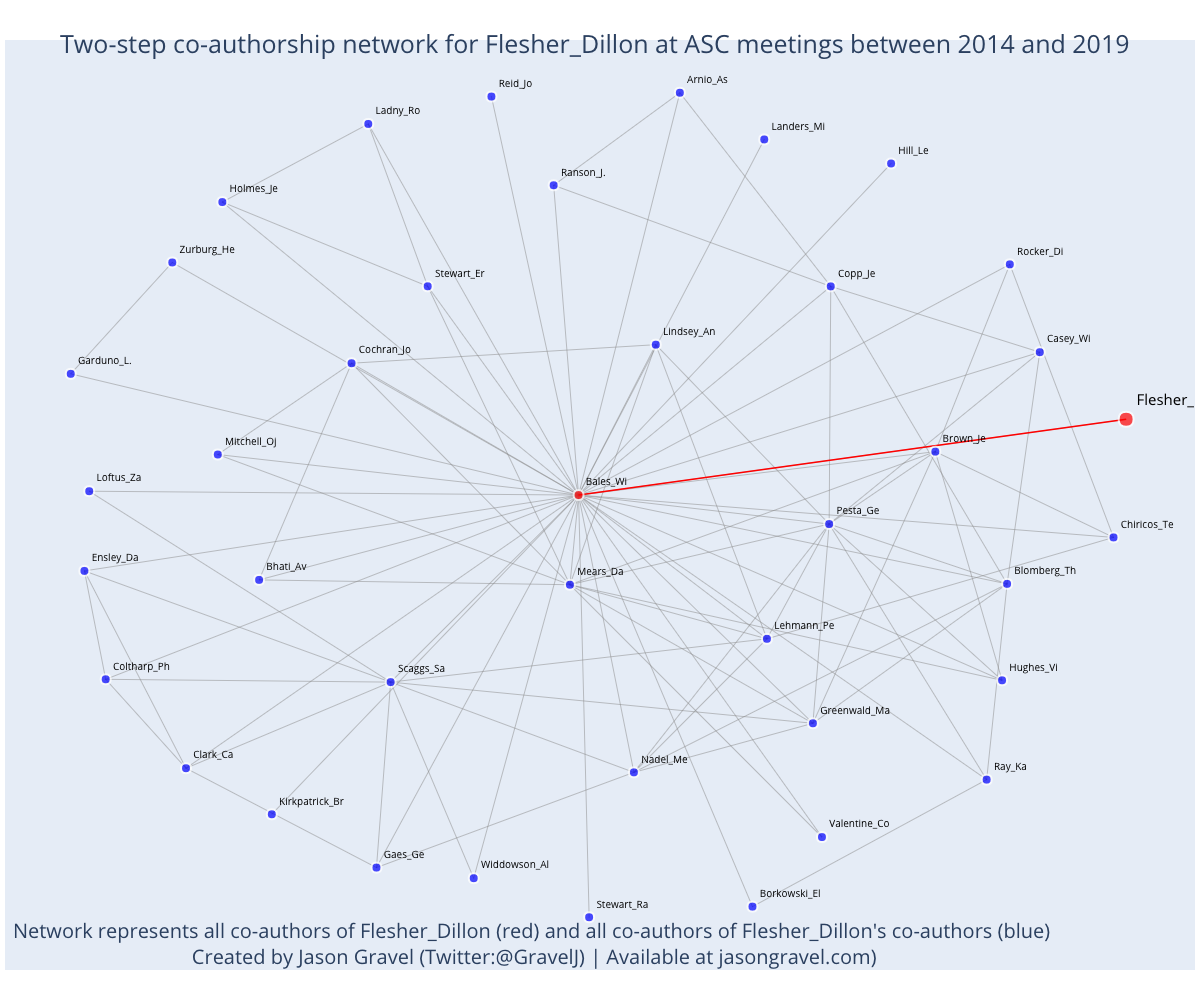 Two-step co-authorship network for Flesher_Dillon at ASC meetings between 2014 and 2019
Reid_Jo
Arnio_As
Ladny_Ro
Landers_Mi
Hill_Le
Ranson_J.
Holmes_Je
Zurburg_He
Rocker_Di
Stewart_Er
Copp_Je
Lindsey_An
Casey_Wi
Cochran_Jo
Garduno_L.
Flesher_
Mitchell_Oj
Brown_Je
Loftus_Za
Bales_Wi
Pesta_Ge
Chiricos_Te
Ensley_Da
Bhati_Av
Mears_Da
Blomberg_Th
Lehmann_Pe
Coltharp_Ph
Scaggs_Sa
Hughes_Vi
Greenwald_Ma
Clark_Ca
Nadel_Me
Ray_Ka
Kirkpatrick_Br
Valentine_Co
Gaes_Ge
Widdowson_Al
Borkowski_El
Stewart_Ra
Network represents all co-authors of Flesher_Dillon (red) and all co-authors of Flesher_Dillon's co-authors (blue)
Created by Jason Gravel (Twitter:@GravelJ) | Available at jasongravel.com)